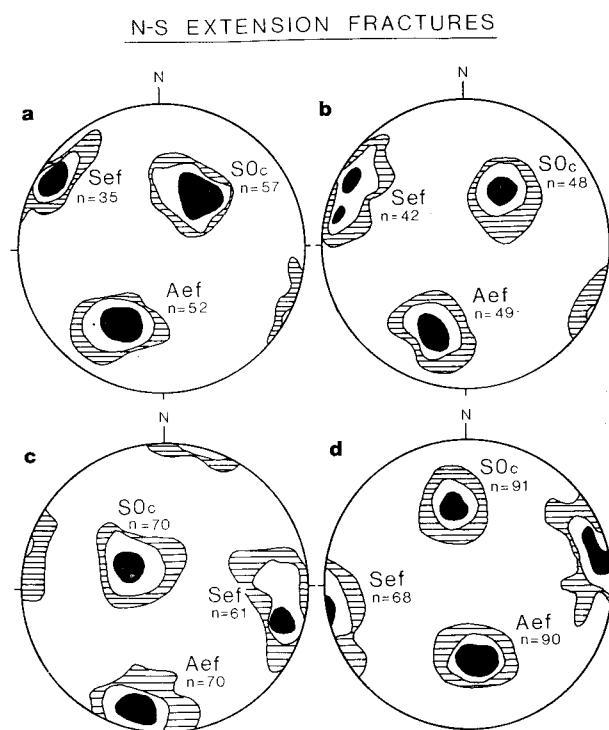 N-S EXTENSION FRACTURES
N
a
Sef
n=35
SOc
n=57
Aef
n=52
N
b
Sef
n=42
SOc
n=48
Aef
n=49
N
c
SOc
n=70
Sef
n=61
Aef
n=70
N
d
SOc
n=91
Sef
n=68
Aef
n=90